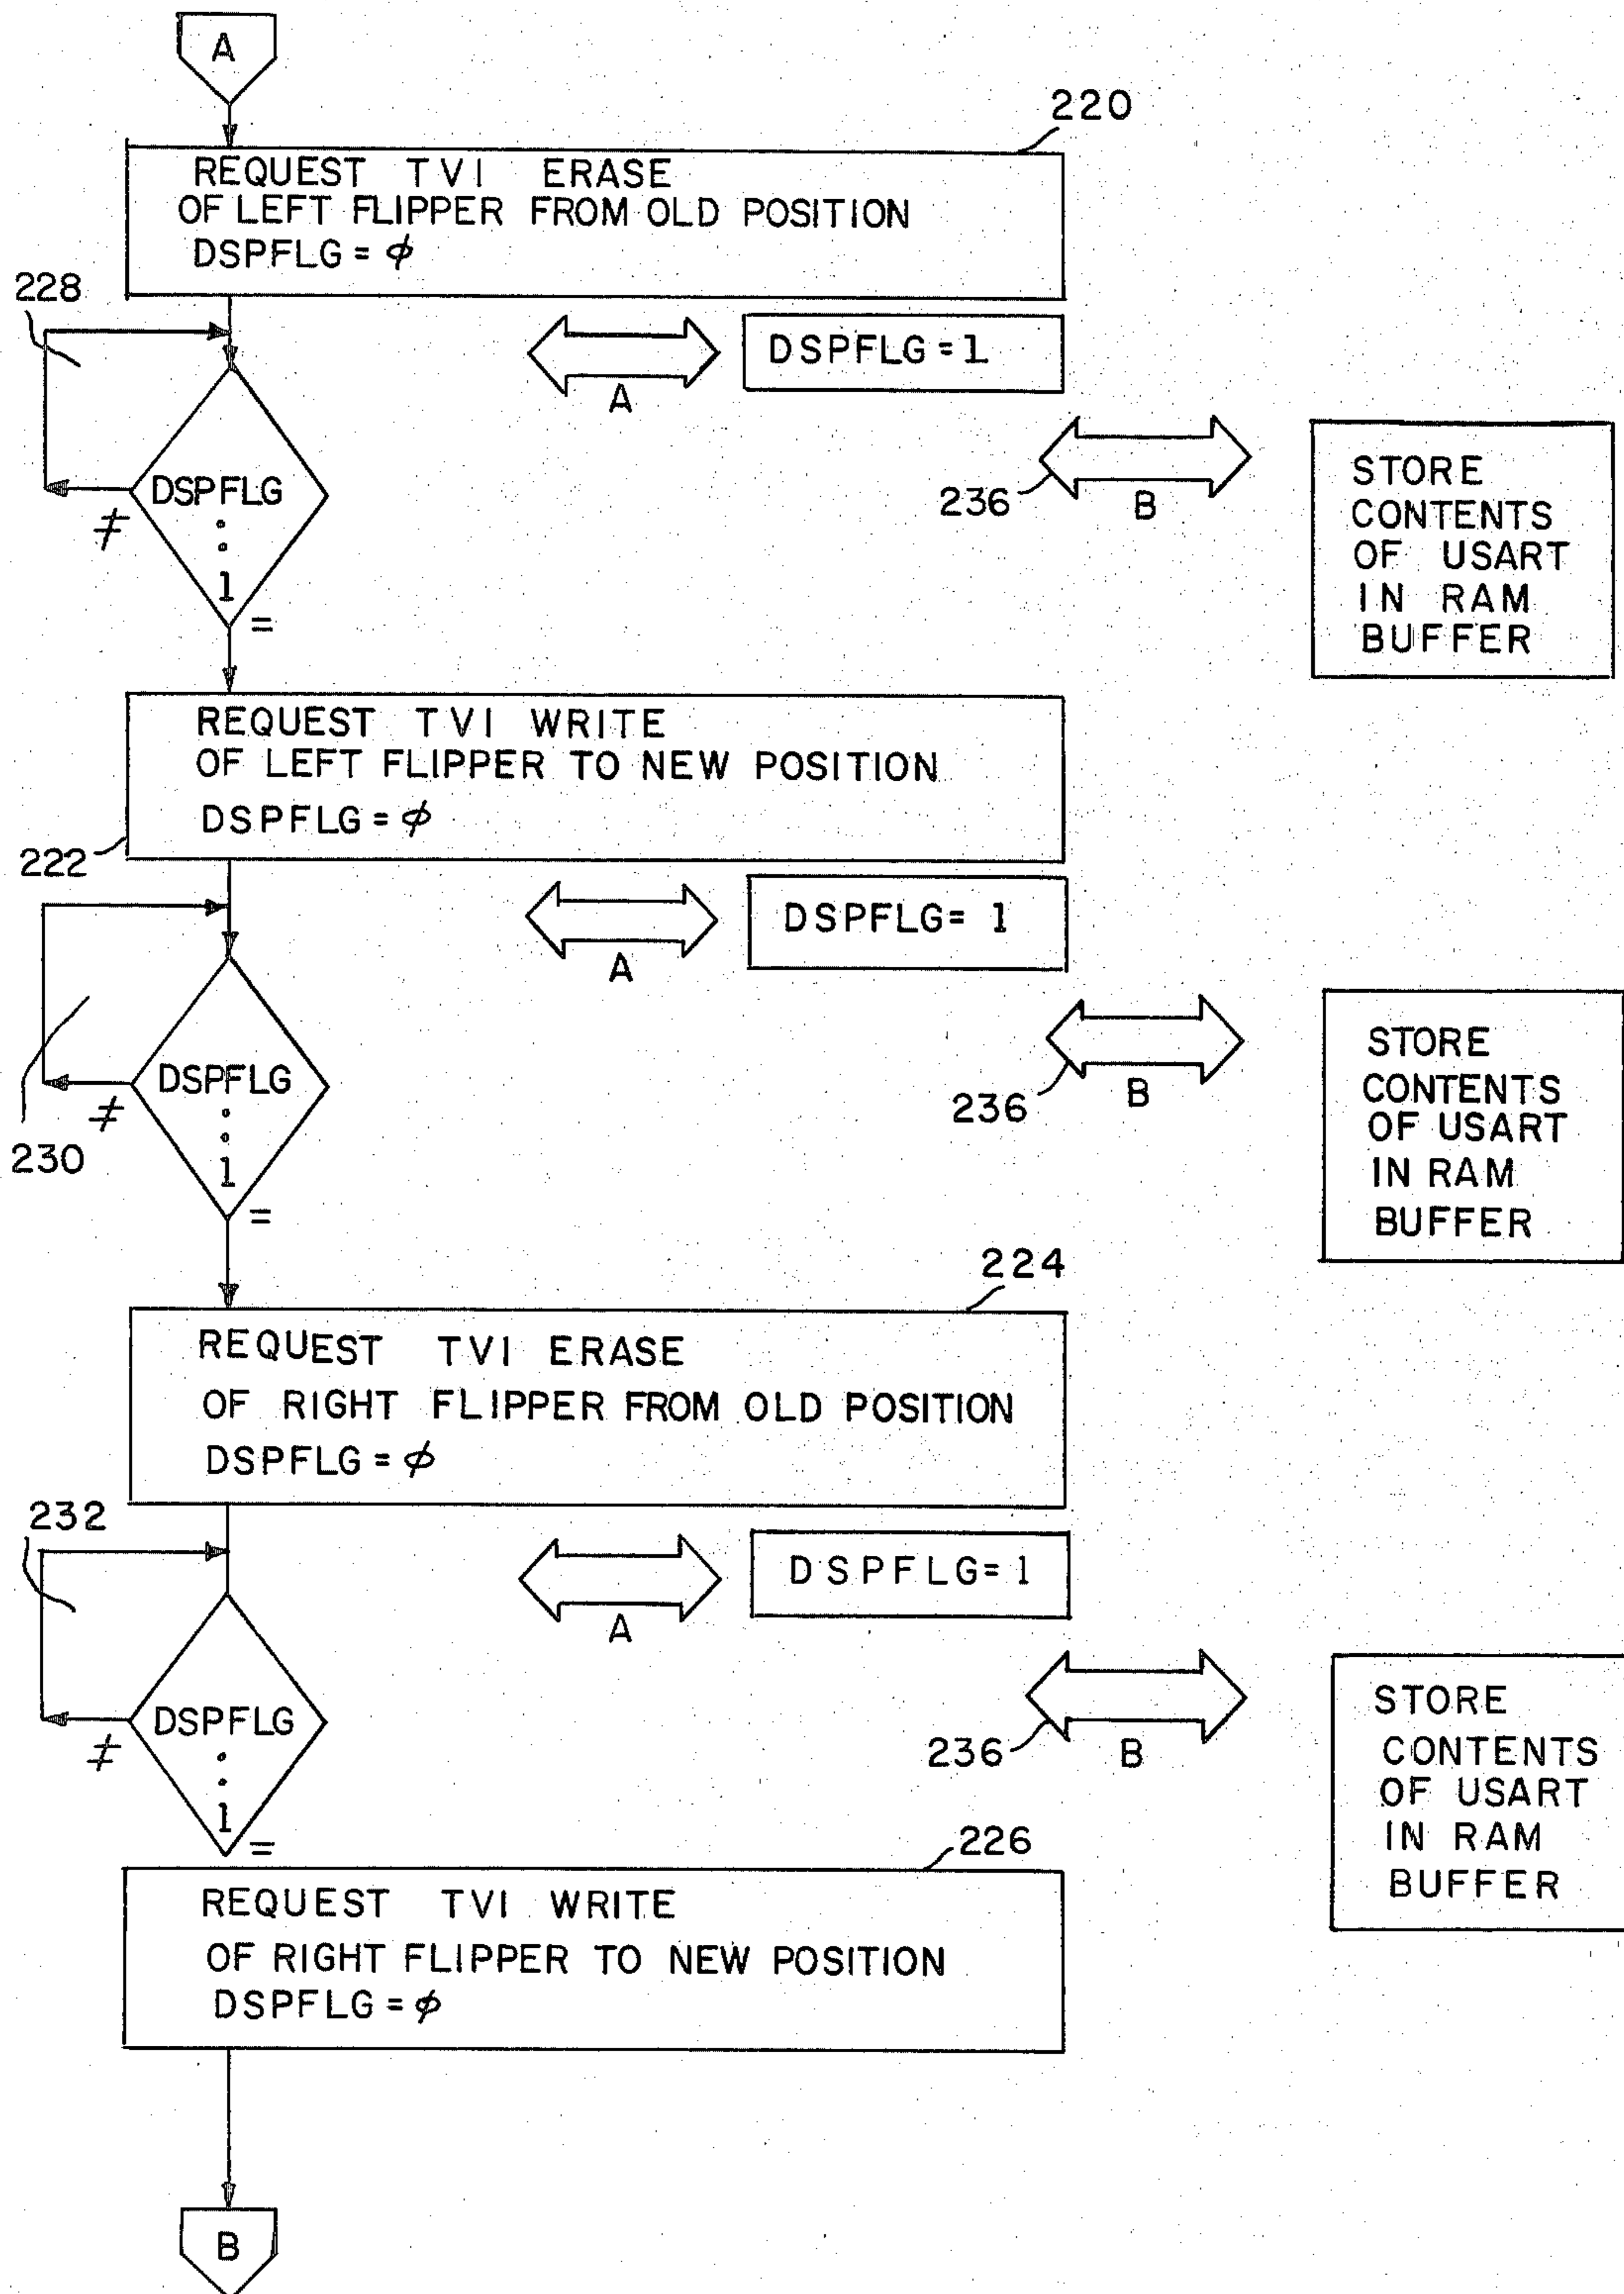 A
220
REQUEST TVI ERASE
OF LEFT FLIPPER FROM OLD POSITION
DSPFLG = ϕ
228
DSPFLG = 1
A
DSPFLG
:
1
≠
=
236
B
STORE
CONTENTS
OF USART
IN RAM
BUFFER
REQUEST TVI WRITE
OF LEFT FLIPPER TO NEW POSITION
DSPFLG = ϕ
222
DSPFLG = 1
A
DSPFLG
:
1
≠
=
230
236
B
STORE
CONTENTS
OF USART
IN RAM
BUFFER
224
REQUEST TVI ERASE
OF RIGHT FLIPPER FROM OLD POSITION
DSPFLG = ϕ
232
DSPFLG = 1
A
DSPFLG
:
1
≠
=
236
B
STORE
CONTENTS
OF USART
IN RAM
BUFFER
226
REQUEST TVI WRITE
OF RIGHT FLIPPER TO NEW POSITION
DSPFLG = ϕ
B